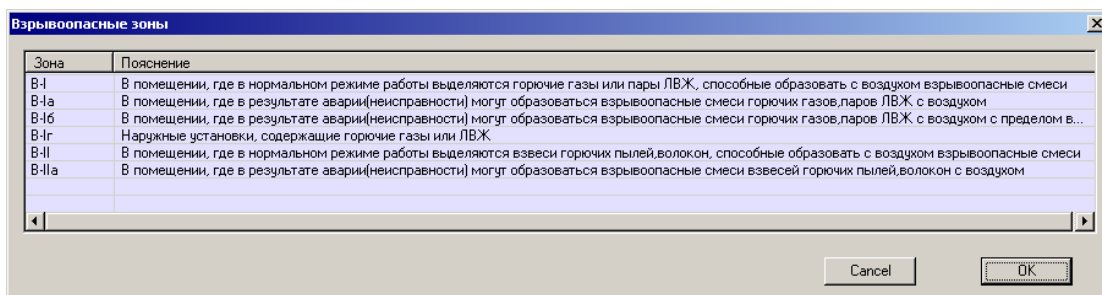 Взрывоопасные зоны
Зона Пояснение
В-I В помещении, где в нормальном режиме работы выделяются горючие газы или пары ЛВЖ, способные образовать с воздухом взрывоопасные смеси
В-Iа В помещении, где в результате аварии(неисправности) могут образоваться взрывоопасные смеси горючих газов,паров ЛВЖ с воздухом
В-Iб В помещении, где в результате аварии(неисправности) могут образоваться взрывоопасные смеси горючих газов,паров ЛВЖ с воздухом с пределом в...
В-Iг Наружные установки, содержащие горючие газы или ЛВЖ
В-II В помещении, где в нормальном режиме работы выделяются взвеси горючих пылей,волокон, способные образовать с воздухом взрывоопасные смеси
В-IIа В помещении, где в результате аварии(неисправности) могут образоваться взрывоопасные смеси взвесей горючих пылей,волокон с воздухом
Cancel OK